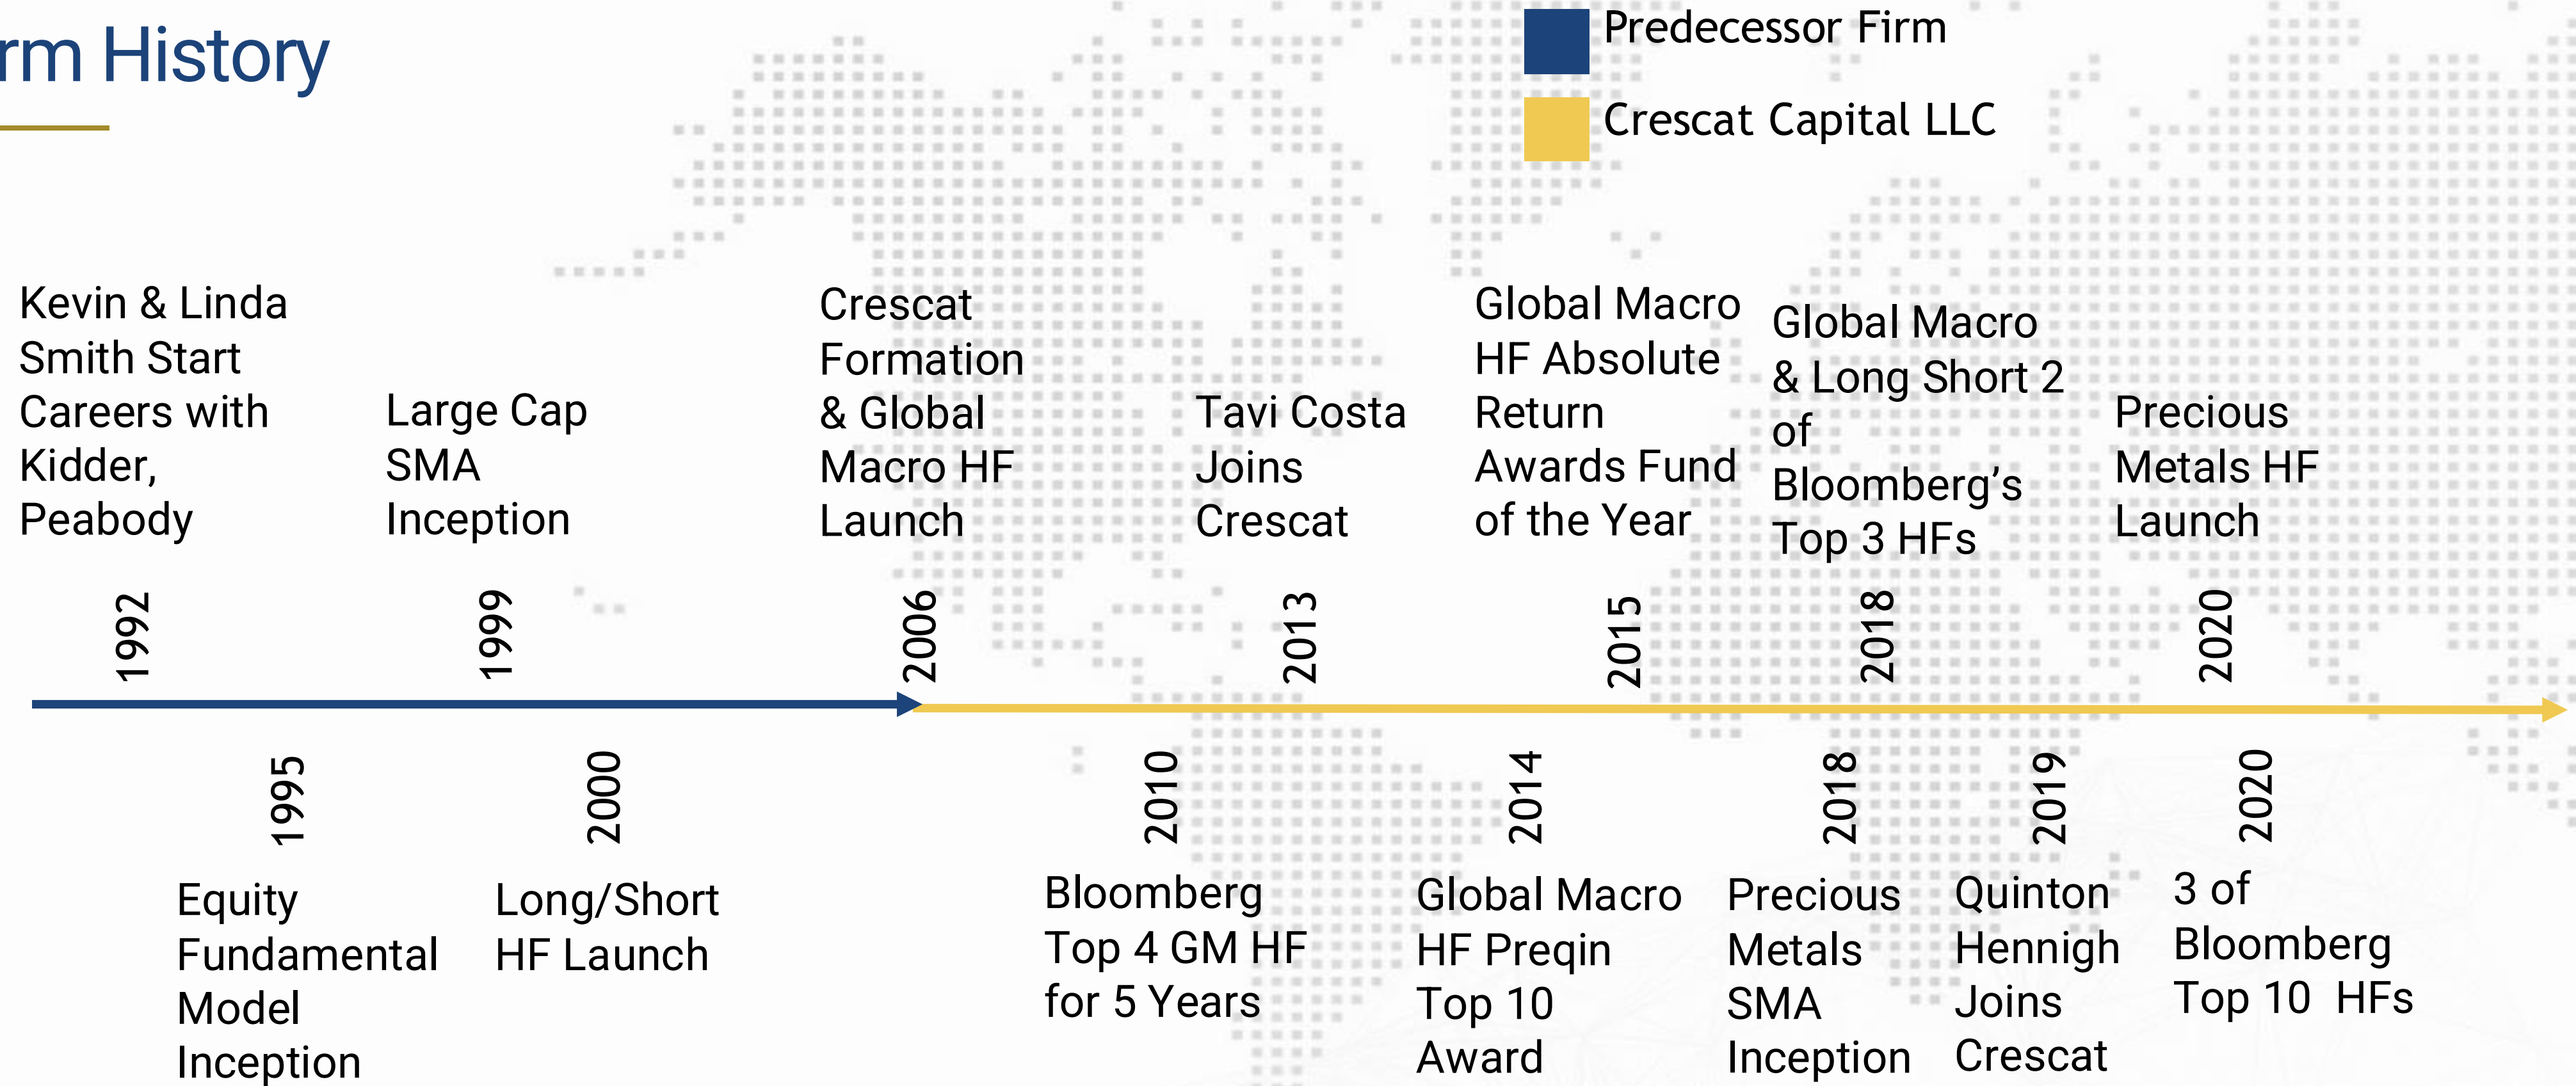 rm History
Predecessor Firm
Crescat Capital LLC
Kevin & Linda
Smith Start
Careers with
Kidder,
Peabody
Large Cap
SMA
Inception
Crescat
Formation
& Global
Macro HF
Launch
Tavi Costa
Joins
Crescat
Global Macro
HF Absolute
Return
Awards Fund
of the Year
Global Macro
& Long Short 2
of
Bloomberg’s
Top 3 HFs
Precious
Metals HF
Launch
1992
1999
2006
2013
2015
2018
2020
1995
2000
2010
2014
2018
2019
2020
Equity
Fundamental
Model
Inception
Long/Short
HF Launch
Bloomberg
Top 4 GM HF
for 5 Years
Global Macro
HF Preqin
Top 10
Award
Precious
Metals
SMA
Inception
Quinton
Hennigh
Joins
Crescat
3 of
Bloomberg
Top 10  HFs